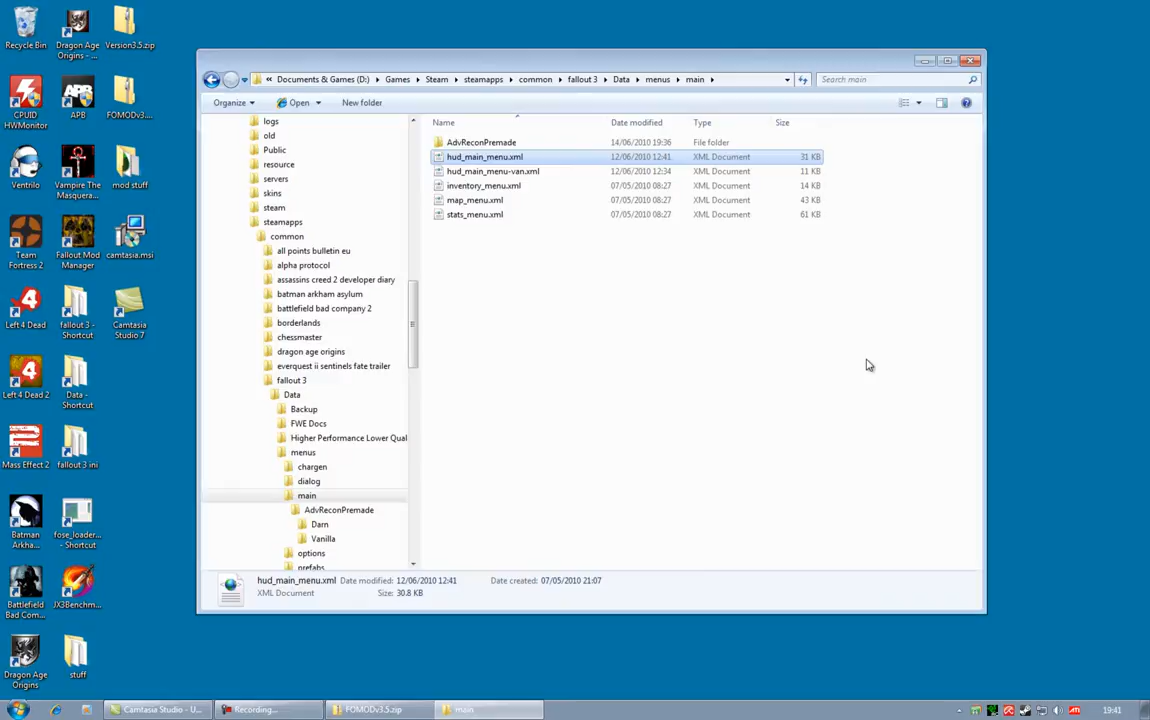 Recycle Bin
Dragon Age Origins - ...
Version3.5.zip
CPUID HWMonitor
APB
FOMODv3....
Ventrilo
Vampire The Masquera...
mod stuff
Team Fortress 2
Fallout Mod Manager
camtasia.msi
Left 4 Dead
fallout 3 - Shortcut
Camtasia Studio 7
Left 4 Dead 2
Data - Shortcut
Mass Effect 2
fallout 3 ini
Batman Arkha...
fose_loader... - Shortcut
Battlefield Bad Com...
JX3Benchm...
Dragon Age Origins
stuff
« Documents & Games (D:) ▸ Games ▸ Steam ▸ steamapps ▸ common ▸ fallout 3 ▸ Data ▸ menus ▸ main ▸
Search main
Organize
Open
New folder
logs
old
Public
resource
servers
skins
steam
steamapps
common
all points bulletin eu
alpha protocol
assassins creed 2 developer diary
batman arkham asylum
battlefield bad company 2
borderlands
chessmaster
dragon age origins
everquest ii sentinels fate trailer
fallout 3
Data
Backup
FWE Docs
Higher Performance Lower Qual
menus
chargen
dialog
main
AdvReconPremade
Darn
Vanilla
options
prefabs
Name Date modified Type Size
AdvReconPremade 14/06/2010 19:36 File folder
hud_main_menu.xml 12/06/2010 12:41 XML Document 31 KB
hud_main_menu-van.xml 12/06/2010 12:34 XML Document 11 KB
inventory_menu.xml 07/05/2010 08:27 XML Document 14 KB
map_menu.xml 07/05/2010 08:27 XML Document 43 KB
stats_menu.xml 07/05/2010 08:27 XML Document 61 KB
hud_main_menu.xml Date modified: 12/06/2010 12:41 Date created: 07/05/2010 21:07
XML Document Size: 30.8 KB
Camtasia Studio - U...
Recording...
FOMODv3.5.zip
main
19:41